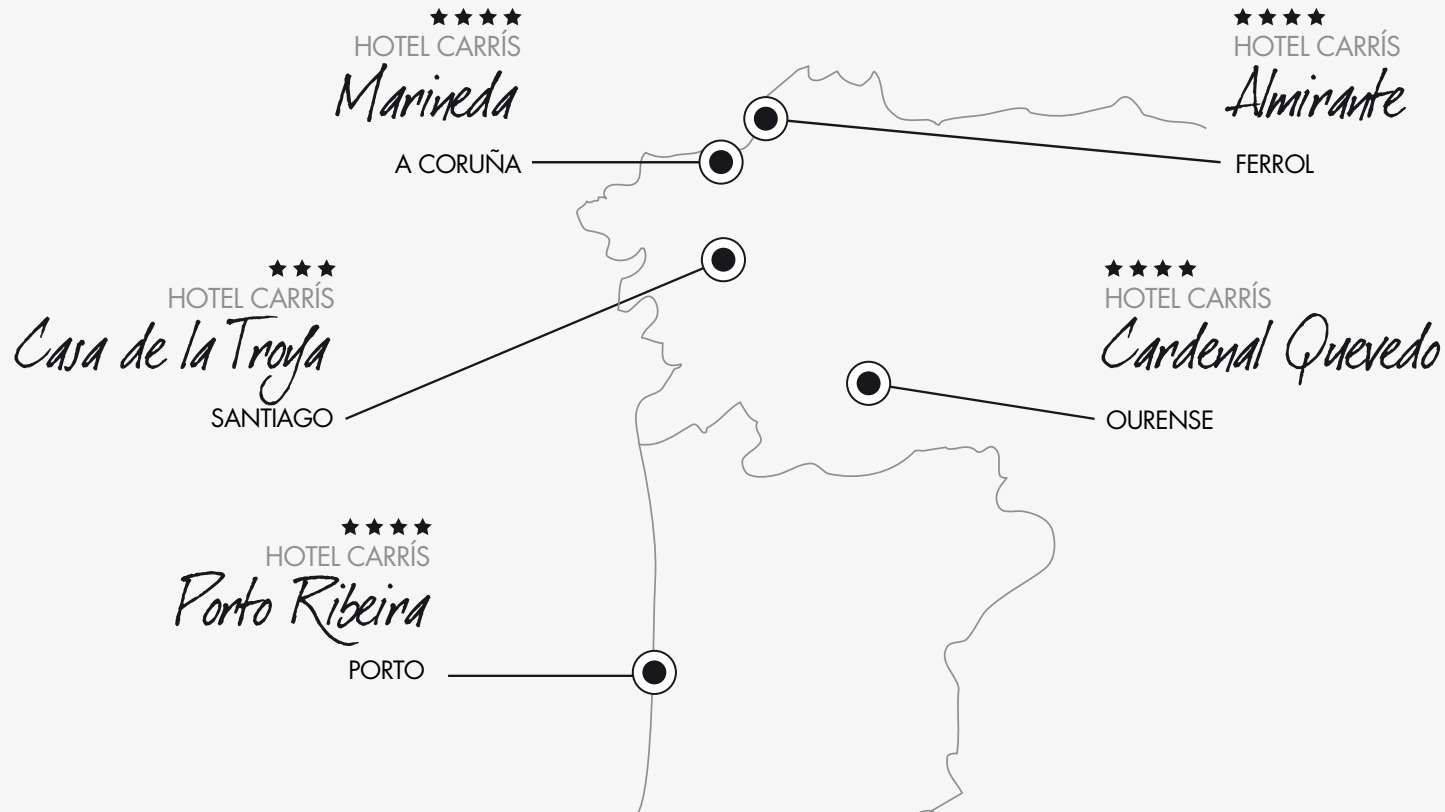 ★★★★
HOTEL CARRÍS
Marineda
A CORUÑA
★★★★
HOTEL CARRÍS
Almirante
FERROL
★★★
HOTEL CARRÍS
Casa de la Troya
SANTIAGO
★★★★
HOTEL CARRÍS
Cardenal Quevedo
OURENSE
★★★★
HOTEL CARRÍS
Porto Ribeira
PORTO